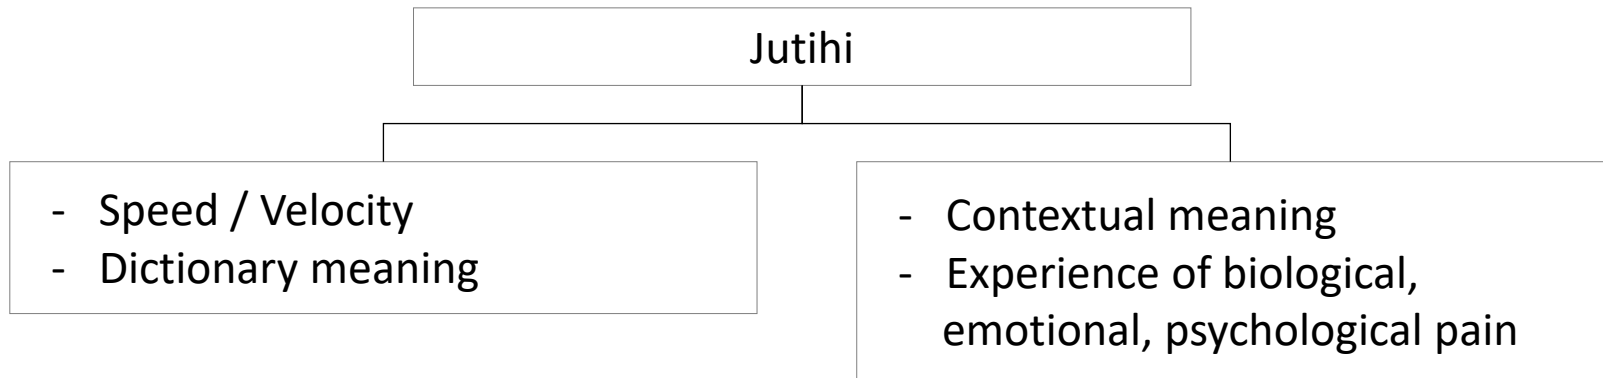 Jutihi
- Speed / Velocity
- Dictionary meaning
- Contextual meaning
- Experience of biological,
emotional, psychological pain